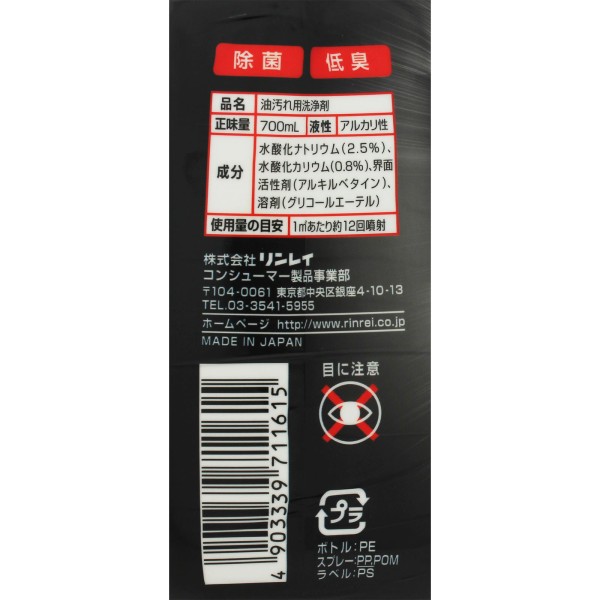 除菌 低臭
品名 油汚れ用洗浄剤
正味量 700mL 液性 アルカリ性
成分 水酸化ナトリウム(2.5%)、
水酸化カリウム(0.8%)、界面
活性剤(アルキルベタイン)、
溶剤(グリコールエーテル)
使用量の目安 1㎡あたり約12回噴射
株式会社 リンレイ
コンシューマー製品事業部
〒104-0061 東京都中央区銀座4-10-13
TEL.03-3541-5955
ホームページ http://www.rinrei.co.jp
MADE IN JAPAN
目に注意
4903339711615
プラ
ボトル:PE
スプレー:PP,POM
ラベル:PS